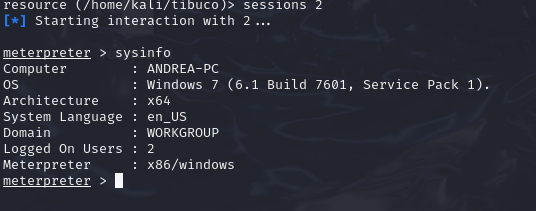 resource (/home/kali/tibuco)> sessions 2
[*] Starting interaction with 2...
meterpreter > sysinfo
Computer        : ANDREA-PC
OS              : Windows 7 (6.1 Build 7601, Service Pack 1).
Architecture    : x64
System Language : en_US
Domain          : WORKGROUP
Logged On Users : 2
Meterpreter     : x86/windows
meterpreter >